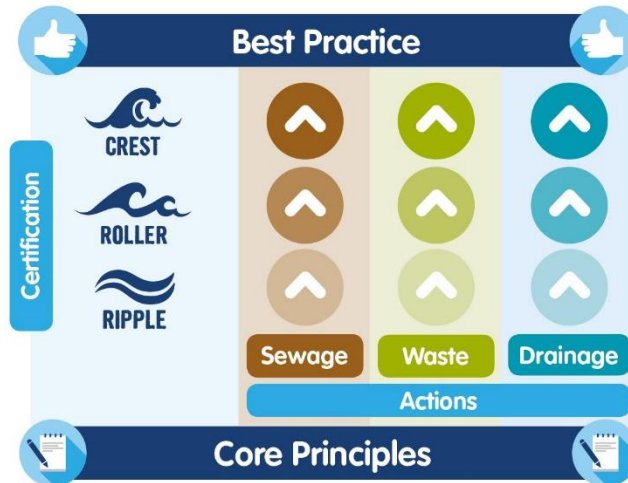 Best Practice
Certification
CREST
ROLLER
RIPPLE
Sewage
Waste
Drainage
Actions
Core Principles